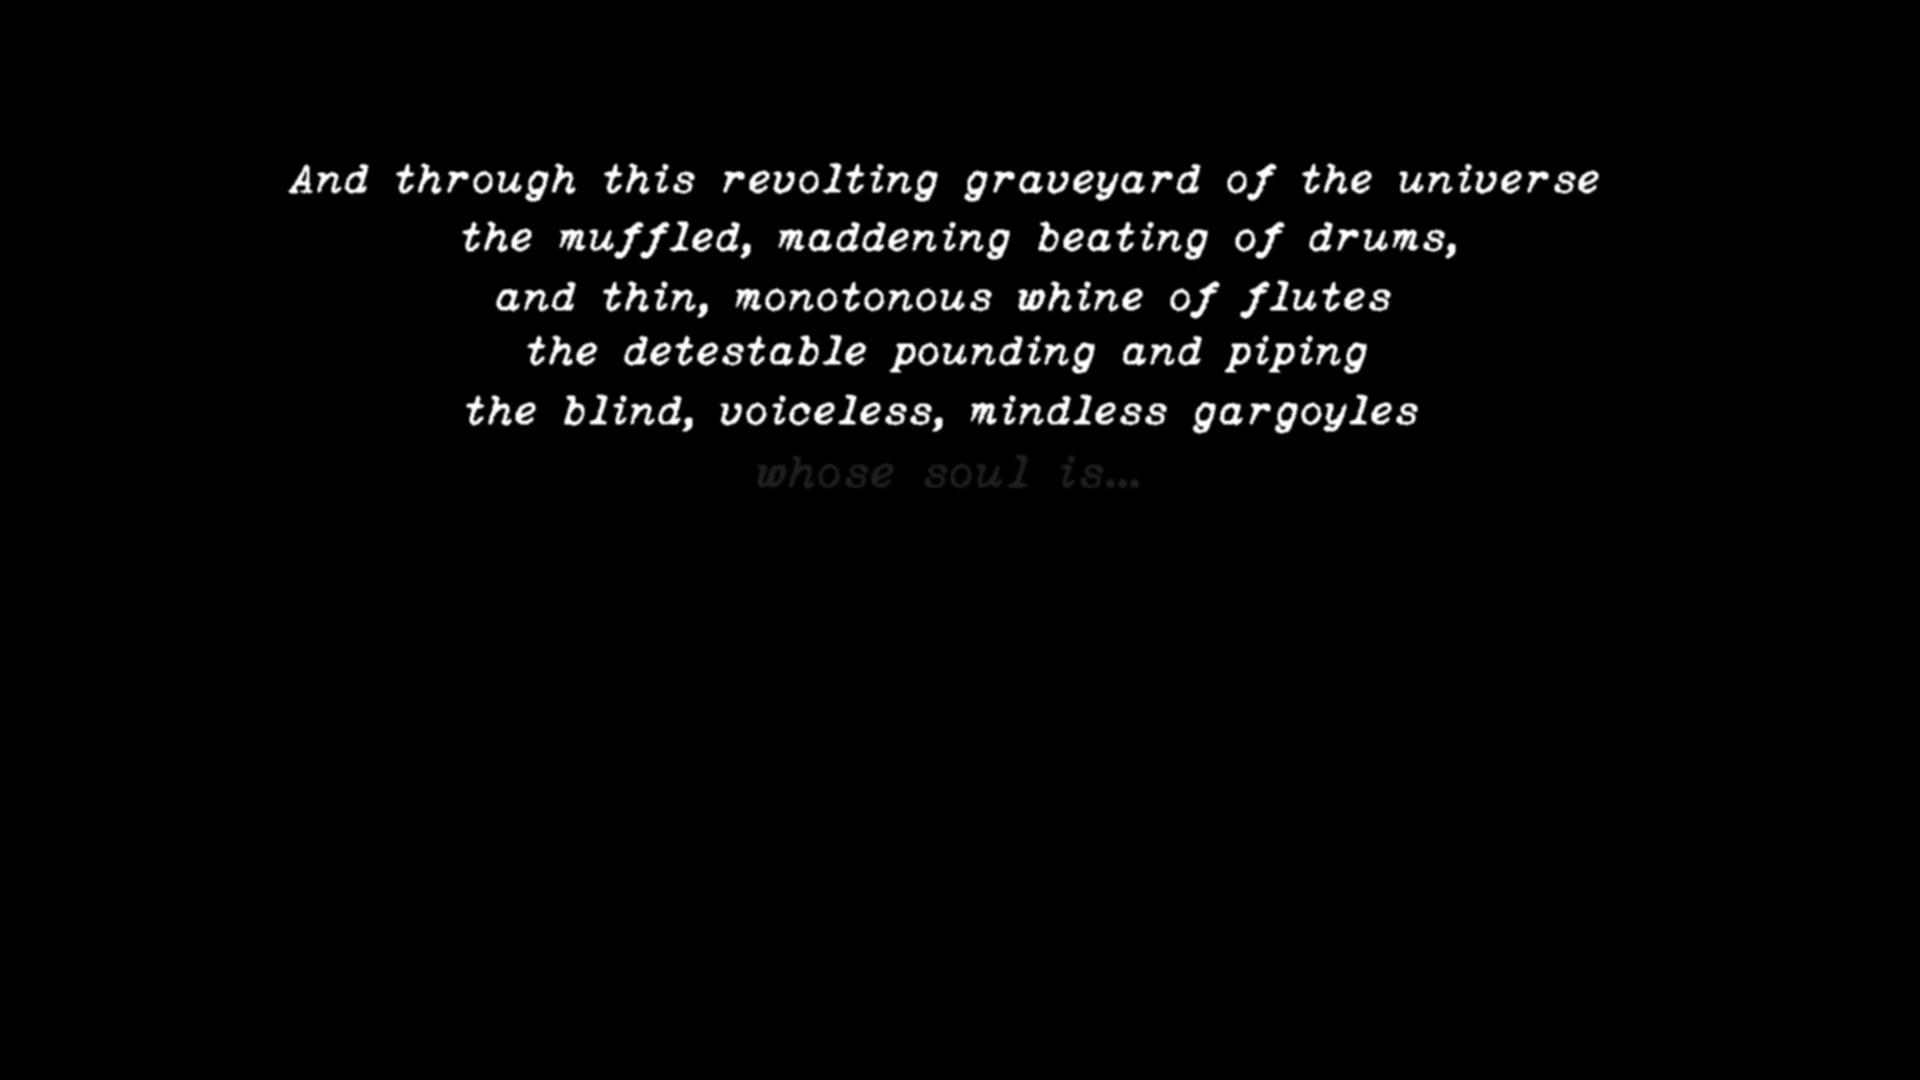 And through this revolting graveyard of the universe
the muffled, maddening beating of drums,
and thin, monotonous whine of flutes
the detestable pounding and piping
the blind, voiceless, mindless gargoyles
whose soul is...